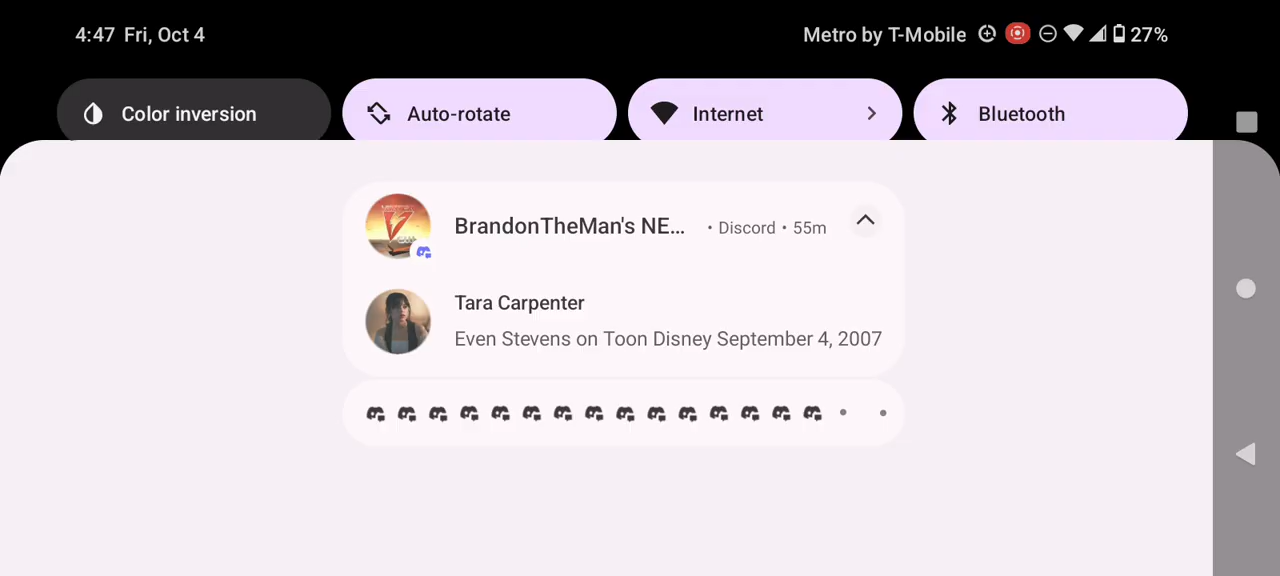 4:47 Fri, Oct 4
Metro by T-Mobile 27%
Color inversion
Auto-rotate
Internet
Bluetooth
BrandonTheMan's NE... • Discord • 55m
Tara Carpenter
Even Stevens on Toon Disney September 4, 2007